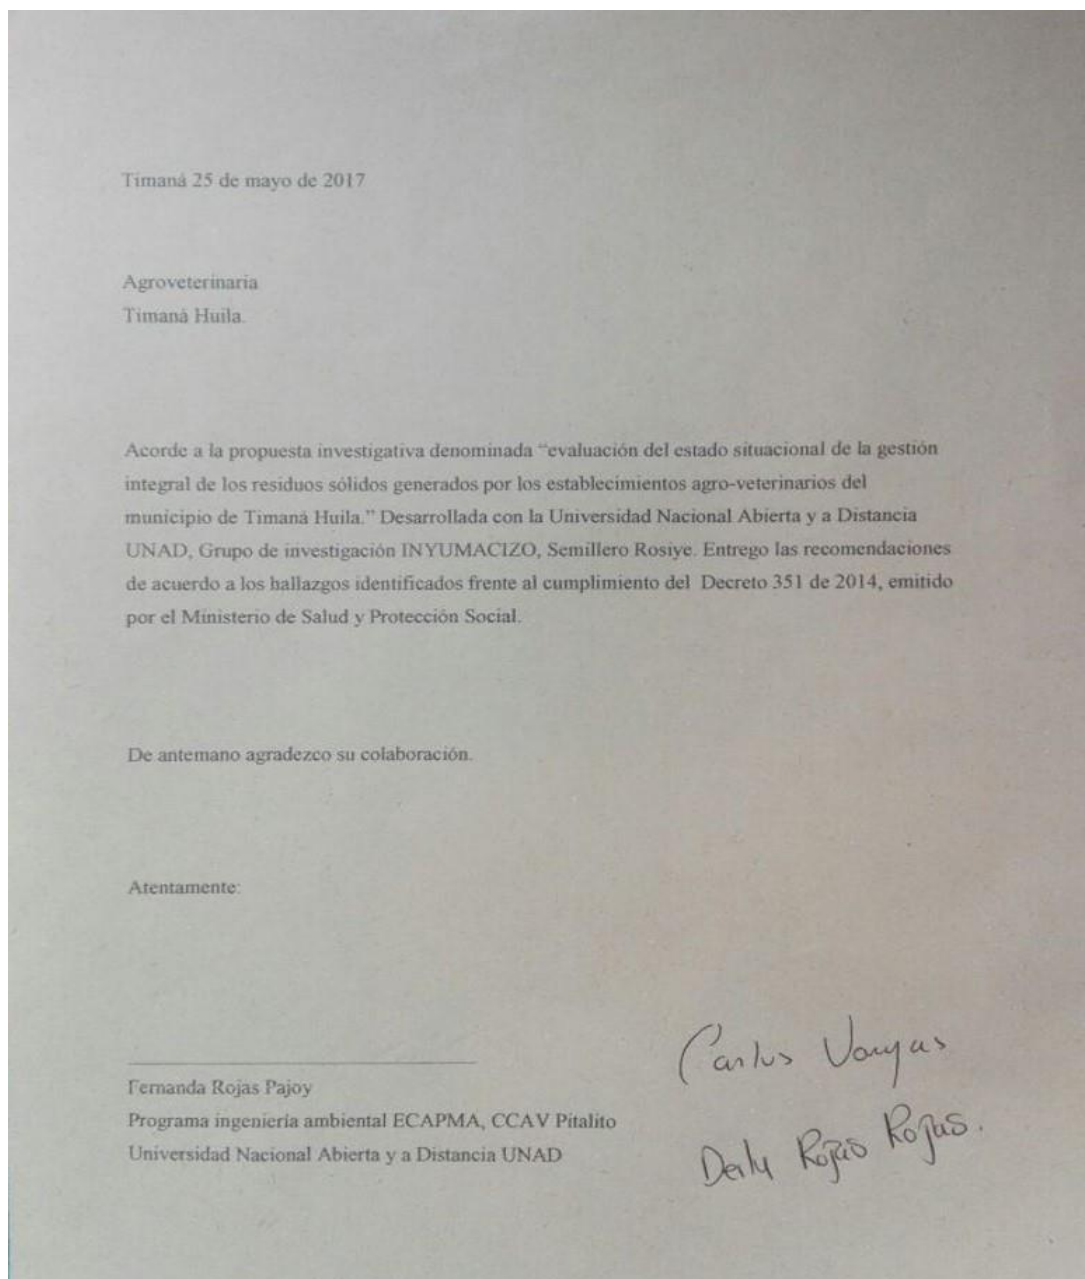 Timaná 25 de mayo de 2017
Agroveterinaria
Timaná Huila.
Acorde a la propuesta investigativa denominada “evaluación del estado situacional de la gestión
integral de los residuos sólidos generados por los establecimientos agro-veterinarios del
municipio de Timaná Huila.” Desarrollada con la Universidad Nacional Abierta y a Distancia
UNAD, Grupo de investigación INYUMACIZO, Semillero Rosiye. Entrego las recomendaciones
de acuerdo a los hallazgos identificados frente al cumplimiento del Decreto 351 de 2014, emitido
por el Ministerio de Salud y Protección Social.
De antemano agradezco su colaboración.
Atentamente:
Fernanda Rojas Pajoy
Programa ingeniería ambiental ECAPMA, CCAV Pitalito
Universidad Nacional Abierta y a Distancia UNAD
Carlos Vargas
Rojas Rojas.